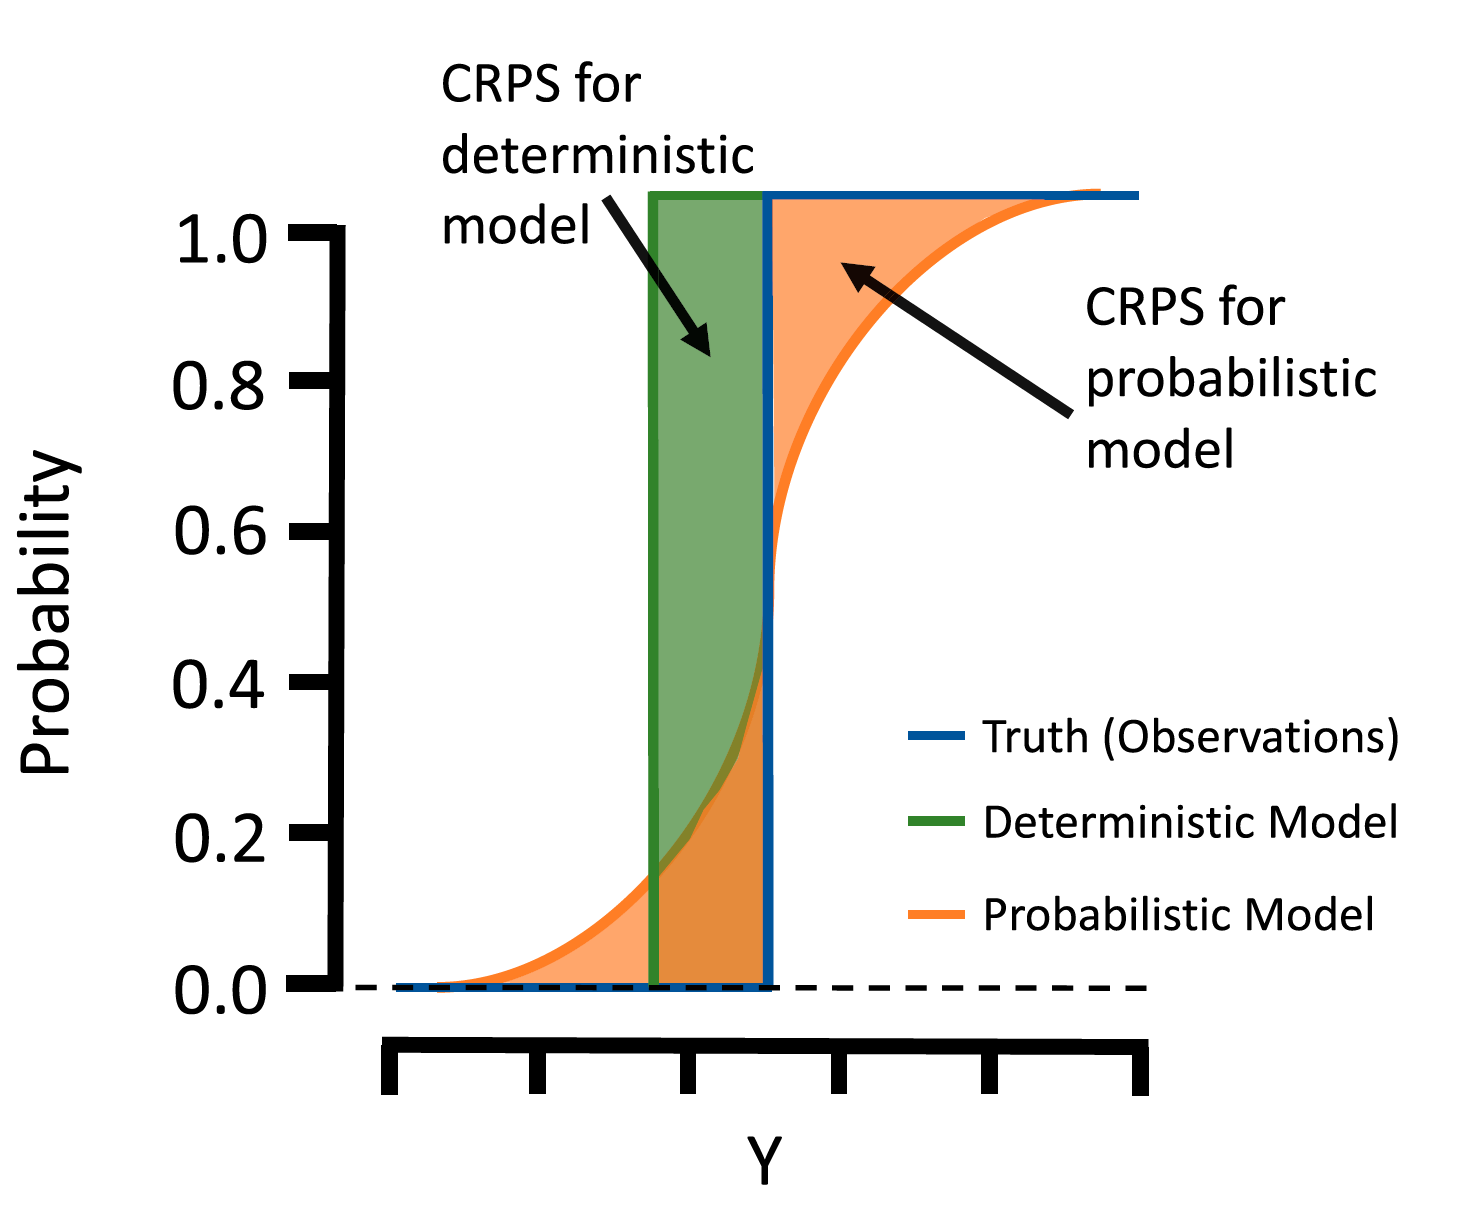 CRPS for
deterministic
model
CRPS for
probabilistic
model
Probability
1.0
0.8
0.6
0.4
0.2
0.0
Truth (Observations)
Deterministic Model
Probabilistic Model
Y